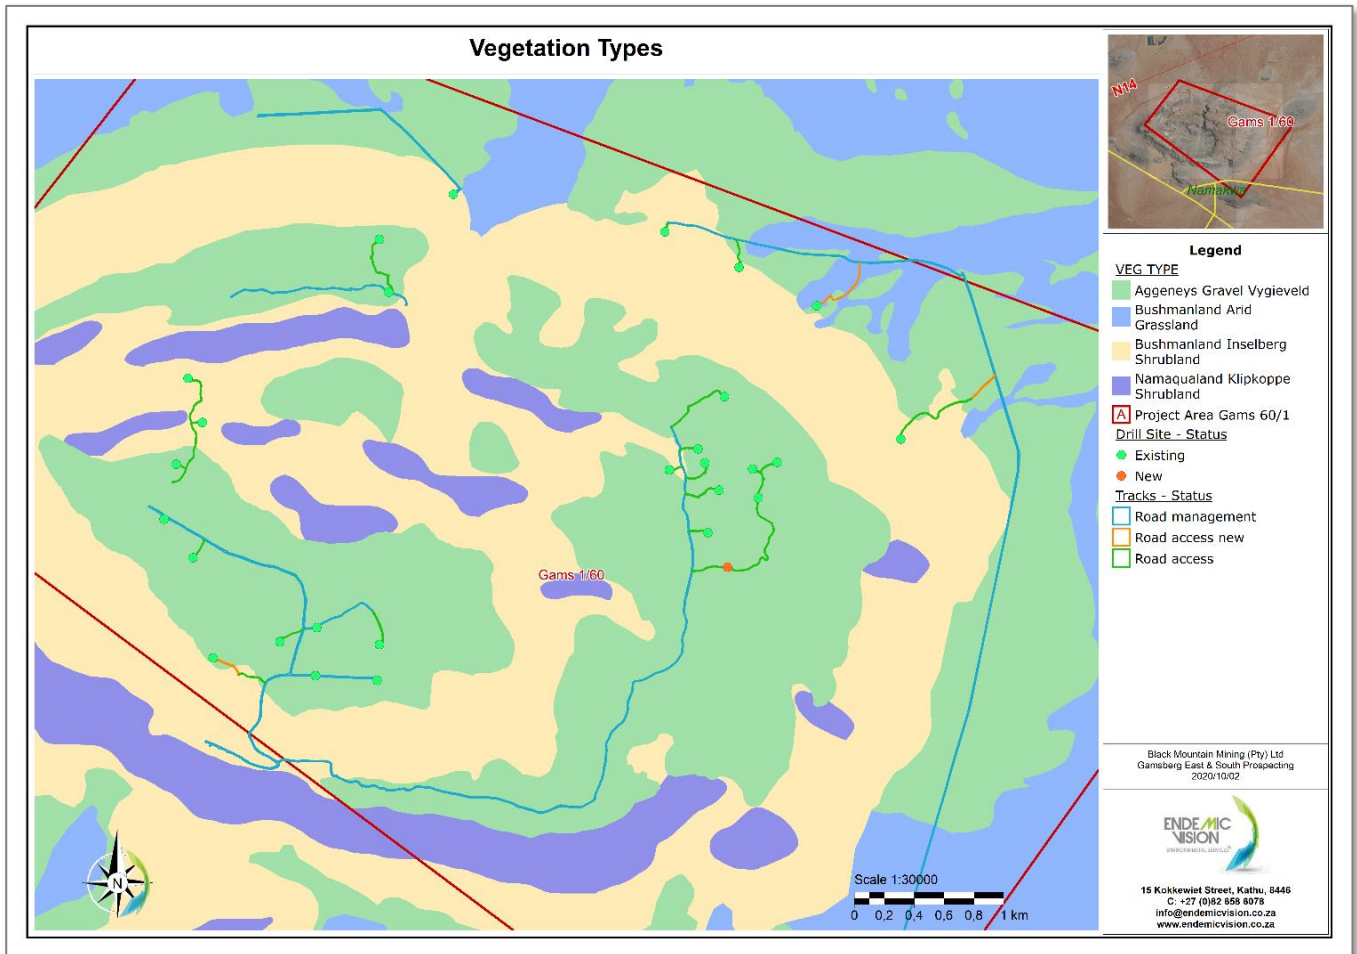 Vegetation Types
N14
Gams 1/60
Namakwa
Legend
VEG TYPE
Aggeneys Gravel Vygieveld
Bushmanland Arid
Grassland
Bushmanland Inselberg
Shrubland
Namaqualand Klipkoppe
Shrubland
A Project Area Gams 60/1
Drill Site - Status
Existing
New
Tracks - Status
Road management
Road access new
Road access
Gams 1/60
N
Scale 1:30000
0 0,2 0,4 0,6 0,8 1 km
Black Mountain Mining (Pty) Ltd
Gamsberg East & South Prospecting
2020/10/02
ENDEMIC
VISION
ENVIRONMENTAL SERVICES
15 Kokkewiet Street, Kathu, 8446
C: +27 (0)82 658 6078
info@endemicvision.co.za
www.endemicvision.co.za